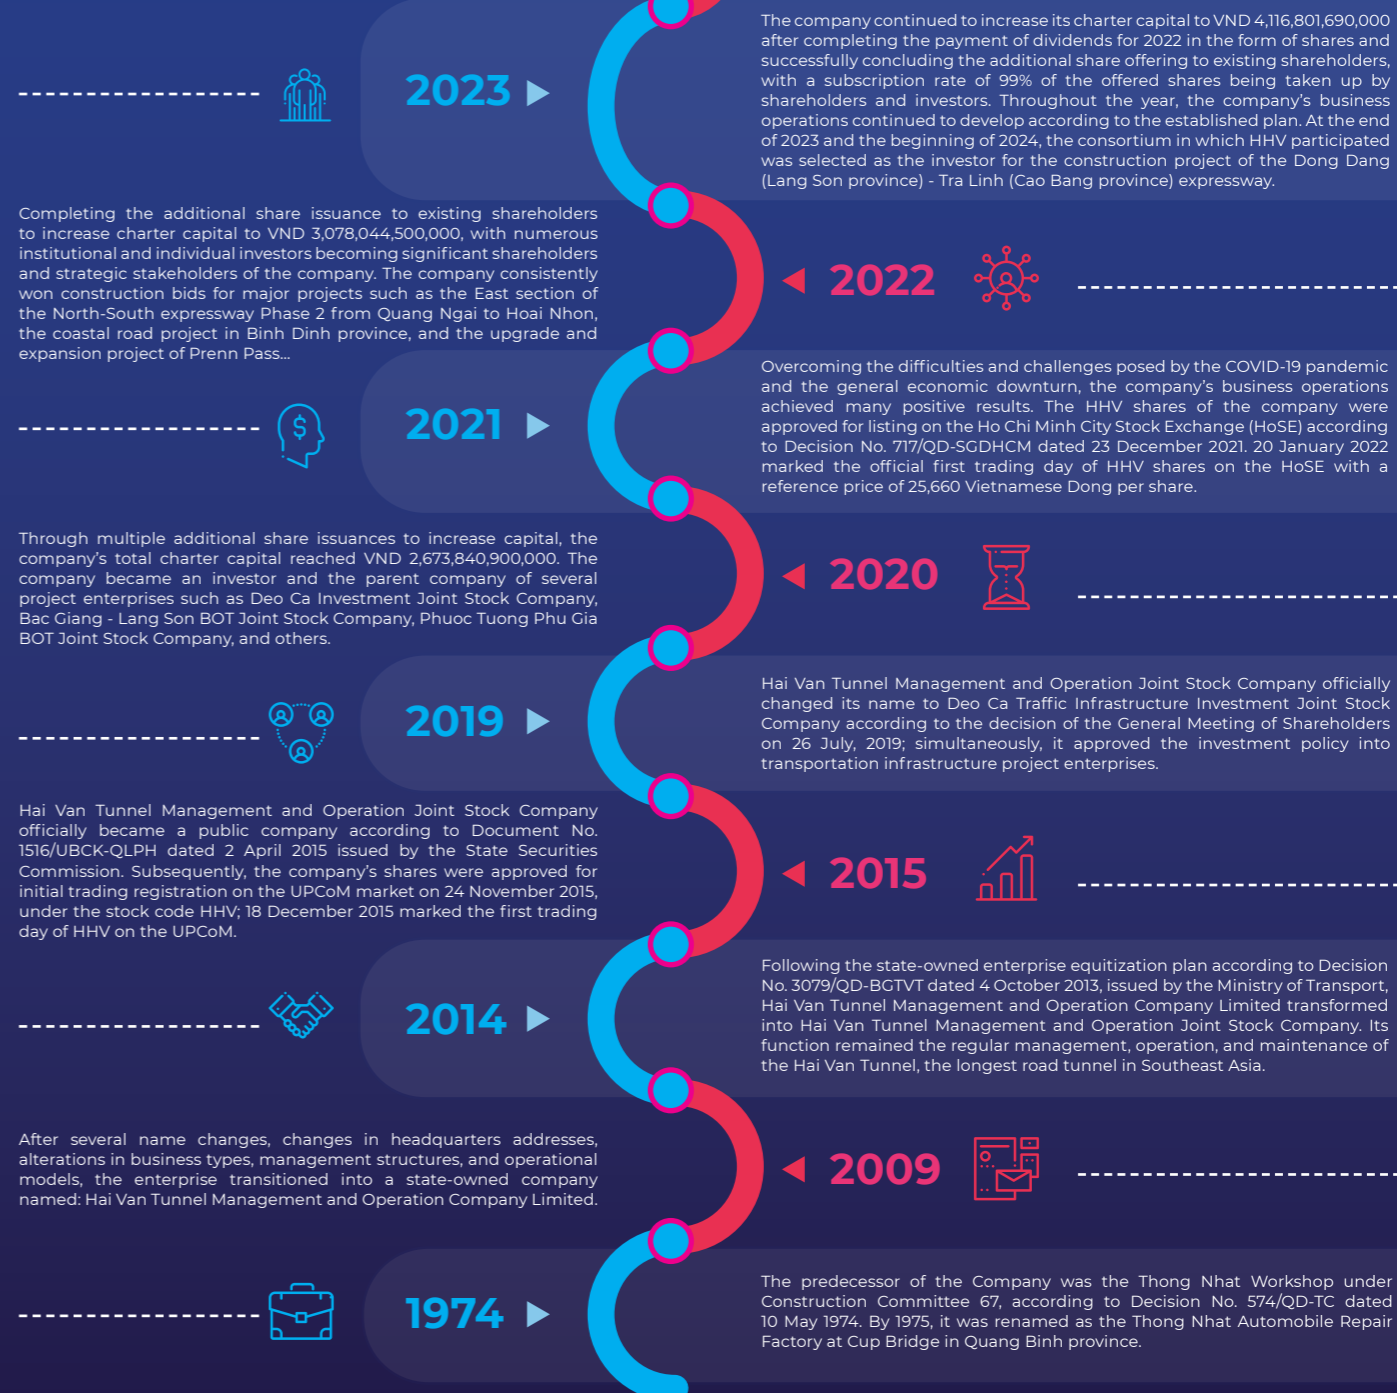 2023
The company continued to increase its charter capital to VND 4,116,801,690,000
after completing the payment of dividends for 2022 in the form of shares and
successfully concluding the additional share offering to existing shareholders,
with a subscription rate of 99% of the offered shares being taken up by
shareholders and investors. Throughout the year, the company's business
operations continued to develop according to the established plan. At the end
of 2023 and the beginning of 2024, the consortium in which HHV participated
was selected as the investor for the construction project of the Dong Dang
(Lang Son province) - Tra Linh (Cao Bang province) expressway.
2022
Completing the additional share issuance to existing shareholders
to increase charter capital to VND 3,078,044,500,000, with numerous
institutional and individual investors becoming significant shareholders
and strategic stakeholders of the company. The company consistently
won construction bids for major projects such as the East section of
the North-South expressway Phase 2 from Quang Ngai to Hoai Nhon,
the coastal road project in Binh Dinh province, and the upgrade and
expansion project of Prenn Pass...
2021
Overcoming the difficulties and challenges posed by the COVID-19 pandemic
and the general economic downturn, the company's business operations
achieved many positive results. The HHV shares of the company were
approved for listing on the Ho Chi Minh City Stock Exchange (HoSE) according
to Decision No. 717/QD-SGDHCM dated 23 December 2021. 20 January 2022
marked the official first trading day of HHV shares on the HoSE with a
reference price of 25,660 Vietnamese Dong per share.
2020
Through multiple additional share issuances to increase capital, the
company's total charter capital reached VND 2,673,840,900,000. The
company became an investor and the parent company of several
project enterprises such as Deo Ca Investment Joint Stock Company,
Bac Giang - Lang Son BOT Joint Stock Company, Phuoc Tuong Phu Gia
BOT Joint Stock Company, and others.
2019
Hai Van Tunnel Management and Operation Joint Stock Company officially
changed its name to Deo Ca Traffic Infrastructure Investment Joint Stock
Company according to the decision of the General Meeting of Shareholders
on 26 July, 2019; simultaneously, it approved the investment policy into
transportation infrastructure project enterprises.
2015
Hai Van Tunnel Management and Operation Joint Stock Company
officially became a public company according to Document No.
1516/UBCK-QLPH dated 2 April 2015 issued by the State Securities
Commission. Subsequently, the company's shares were approved for
initial trading registration on the UPCoM market on 24 November 2015,
under the stock code HHV; 18 December 2015 marked the first trading
day of HHV on the UPCoM.
2014
Following the state-owned enterprise equitization plan according to Decision
No. 3079/QD-BGTVT dated 4 October 2013, issued by the Ministry of Transport,
Hai Van Tunnel Management and Operation Company Limited transformed
into Hai Van Tunnel Management and Operation Joint Stock Company. Its
function remained the regular management, operation, and maintenance of
the Hai Van Tunnel, the longest road tunnel in Southeast Asia.
2009
After several name changes, changes in headquarters addresses,
alterations in business types, management structures, and operational
models, the enterprise transitioned into a state-owned company
named: Hai Van Tunnel Management and Operation Company Limited.
1974
The predecessor of the Company was the Thong Nhat Workshop under
Construction Committee 67, according to Decision No. 574/QD-TC dated
10 May 1974. By 1975, it was renamed as the Thong Nhat Automobile Repair
Factory at Cup Bridge in Quang Binh province.